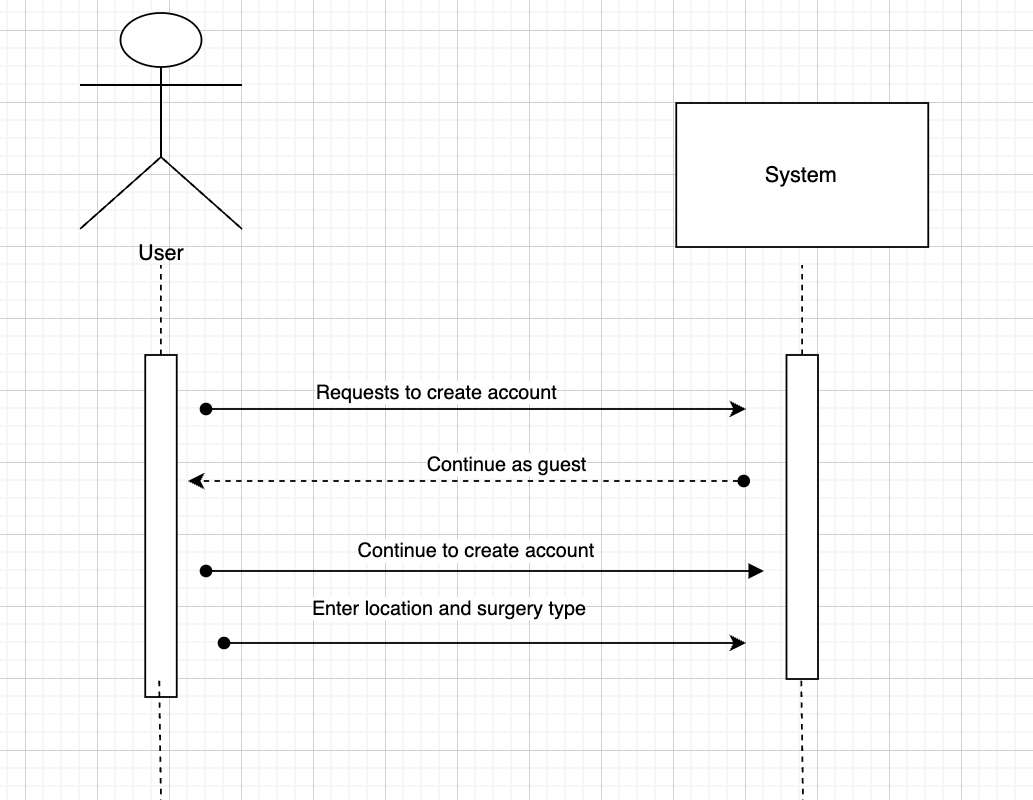 User
System
Requests to create account
Continue as guest
Continue to create account
Enter location and surgery type